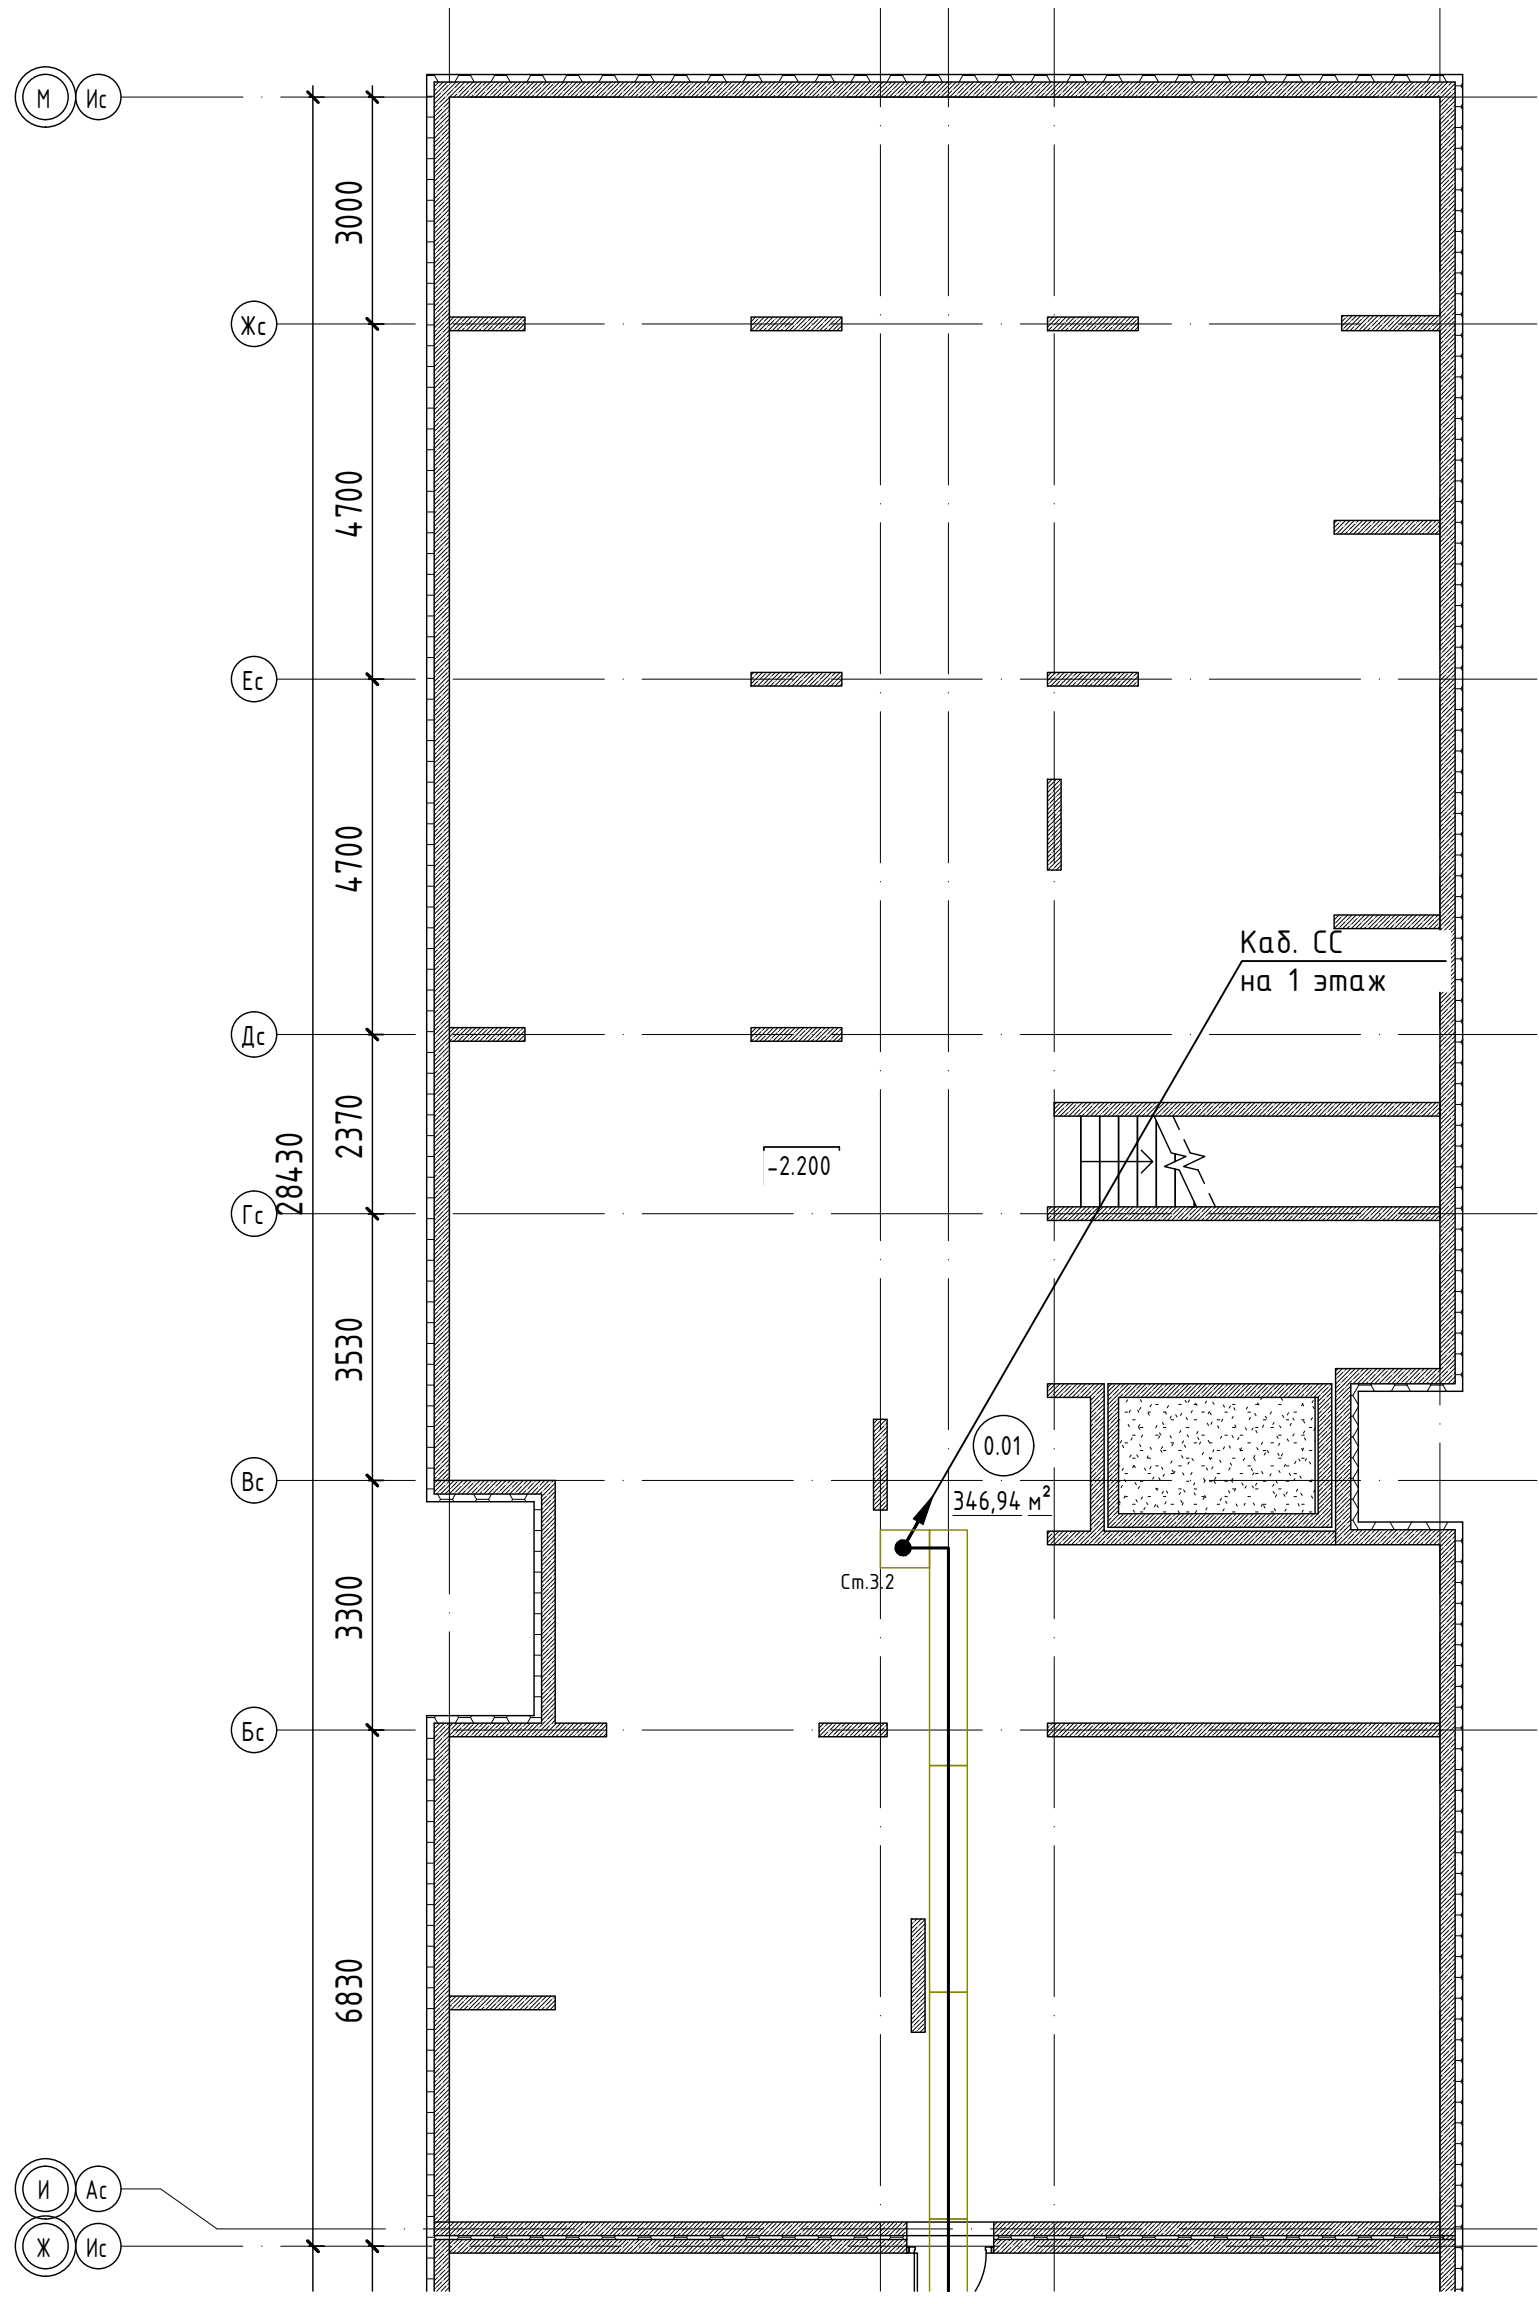 М Ис
3000
Жс
4700
Ес
4700
Каб. СС
на 1 этаж
Дс
2370
28430
-2.200
Гс
3530
0.01
Вс
346,94 м²
Ст.3.2
3300
Бс
6830
И Ас
Ж Ис